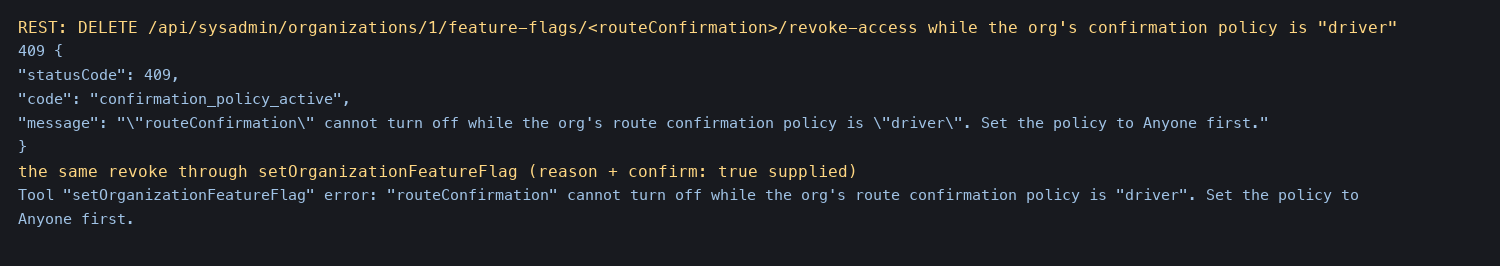 REST: DELETE /api/sysadmin/organizations/1/feature-flags/<routeConfirmation>/revoke-access while the org's confirmation policy is "driver"
409 {
"statusCode": 409,
"code": "confirmation_policy_active",
"message": "\"routeConfirmation\" cannot turn off while the org's route confirmation policy is \"driver\". Set the policy to Anyone first."
}
the same revoke through setOrganizationFeatureFlag (reason + confirm: true supplied)
Tool "setOrganizationFeatureFlag" error: "routeConfirmation" cannot turn off while the org's route confirmation policy is "driver". Set the policy to
Anyone first.